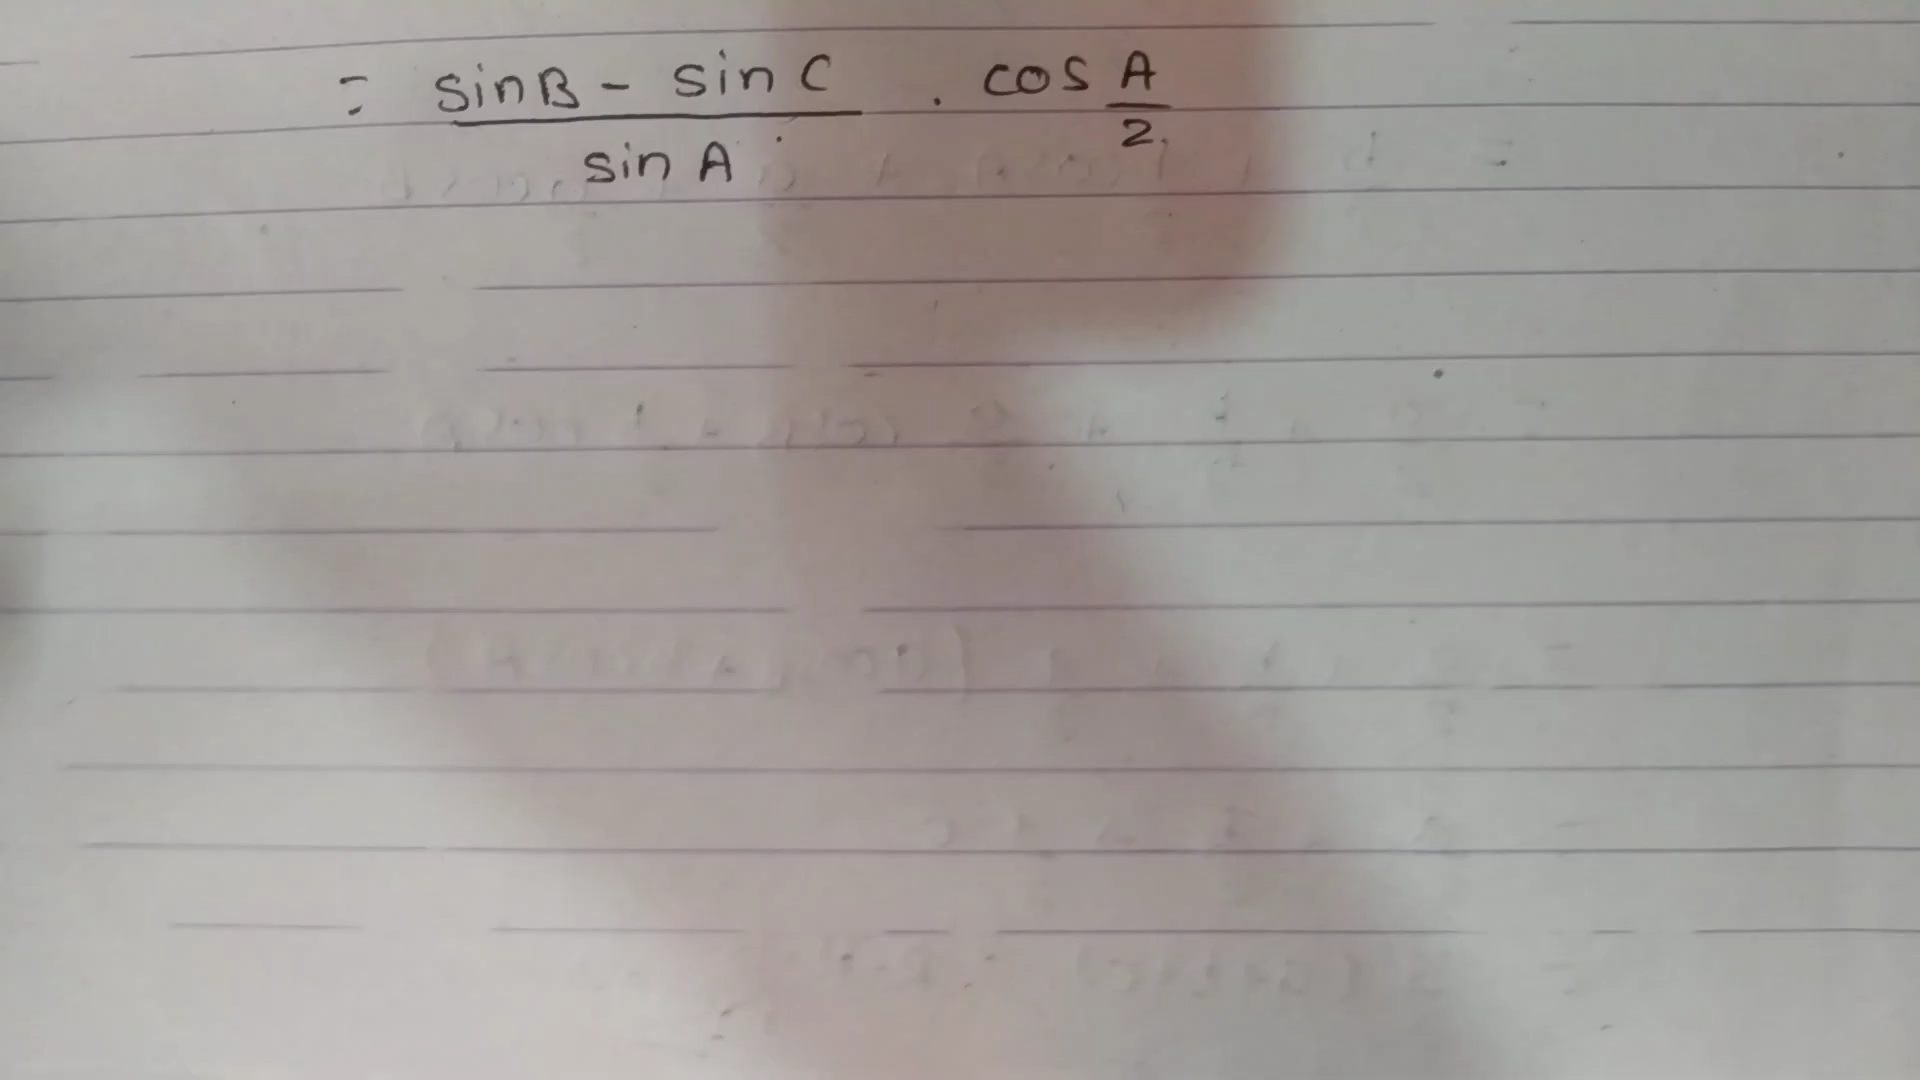 = sinB - sin C / sin A . cos A/2